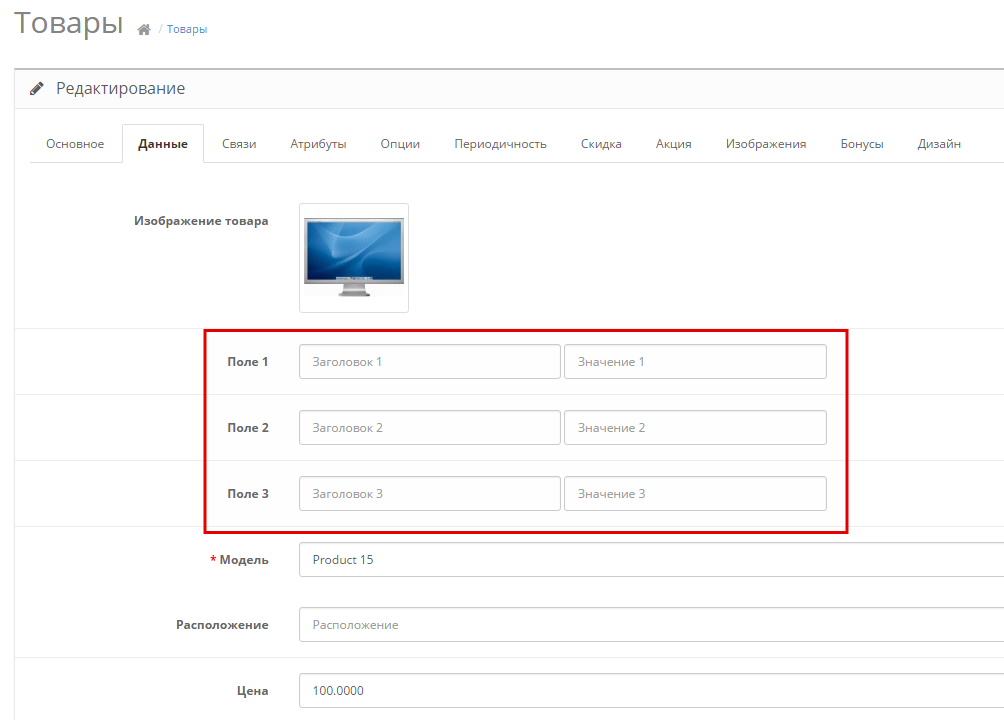 Товары / Товары
Редактирование
Основное Данные Связи Атрибуты Опции Периодичность Скидка Акция Изображения Бонусы Дизайн
Изображение товара
Поле 1 Заголовок 1 Значение 1
Поле 2 Заголовок 2 Значение 2
Поле 3 Заголовок 3 Значение 3
* Модель Product 15
Расположение Расположение
Цена 100.0000